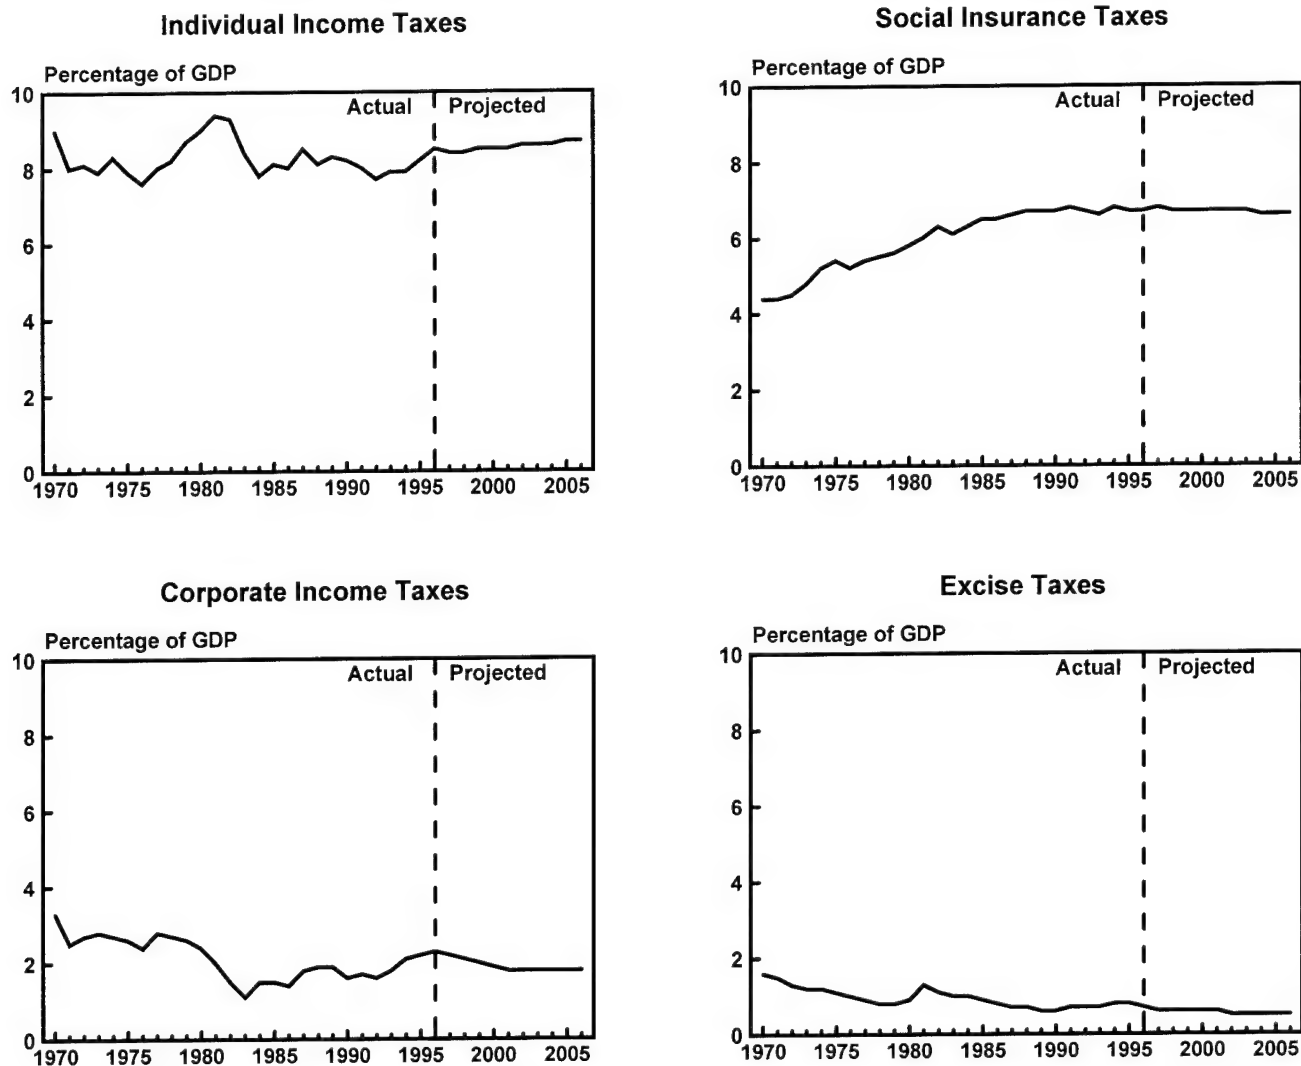 Individual Income Taxes
Percentage of GDP
10
Actual
Projected
8
6
4
2
0
1970 1975 1980 1985 1990 1995 2000 2005
Social Insurance Taxes
Percentage of GDP
10
Actual
Projected
8
6
4
2
0
1970 1975 1980 1985 1990 1995 2000 2005
Corporate Income Taxes
Percentage of GDP
10
Actual
Projected
8
6
4
2
0
1970 1975 1980 1985 1990 1995 2000 2005
Excise Taxes
Percentage of GDP
10
Actual
Projected
8
6
4
2
0
1970 1975 1980 1985 1990 1995 2000 2005